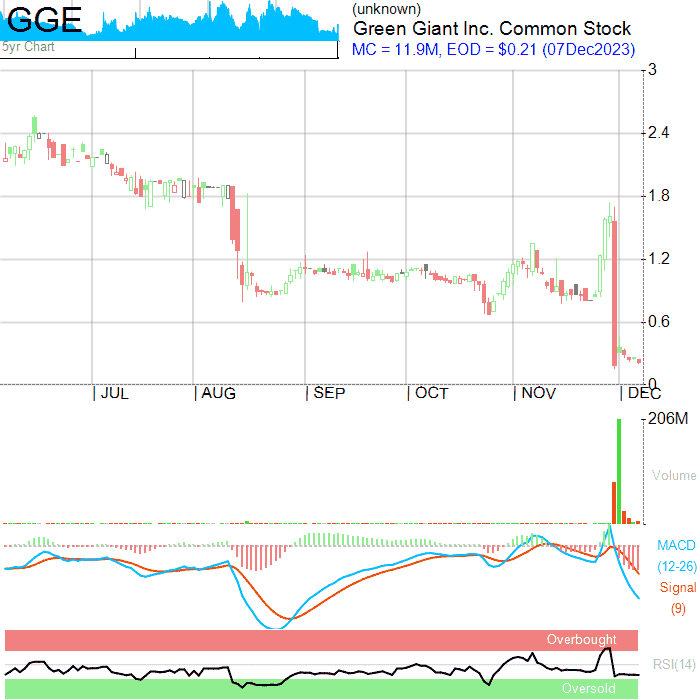 GGE
5yr Chart
(unknown)
Green Giant Inc. Common Stock
MC = 11.9M, EOD = $0.21 (07Dec2023)
3
2.4
1.8
1.2
0.6
0
JUL
AUG
SEP
OCT
NOV
DEC
206M
Volume
MACD
(12-26)
Signal
(9)
Overbought
RSI(14)
Oversold